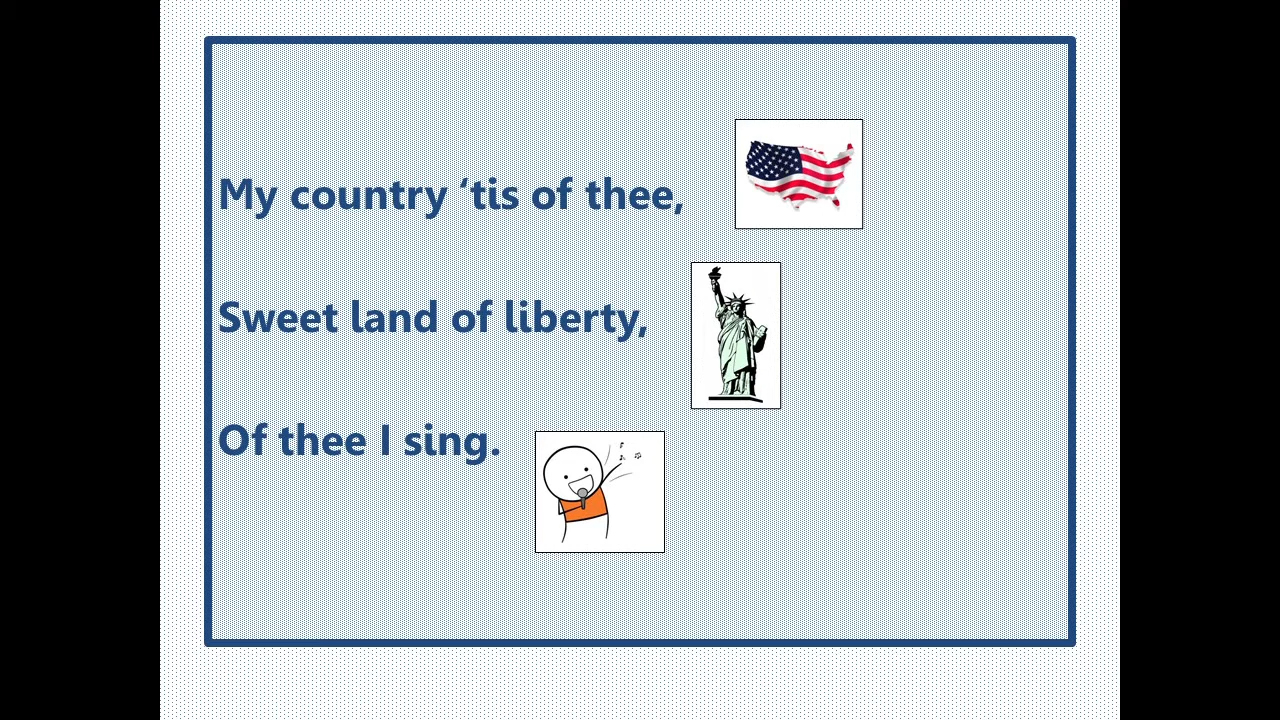 My country ‘tis of thee,
Sweet land of liberty,
Of thee I sing.